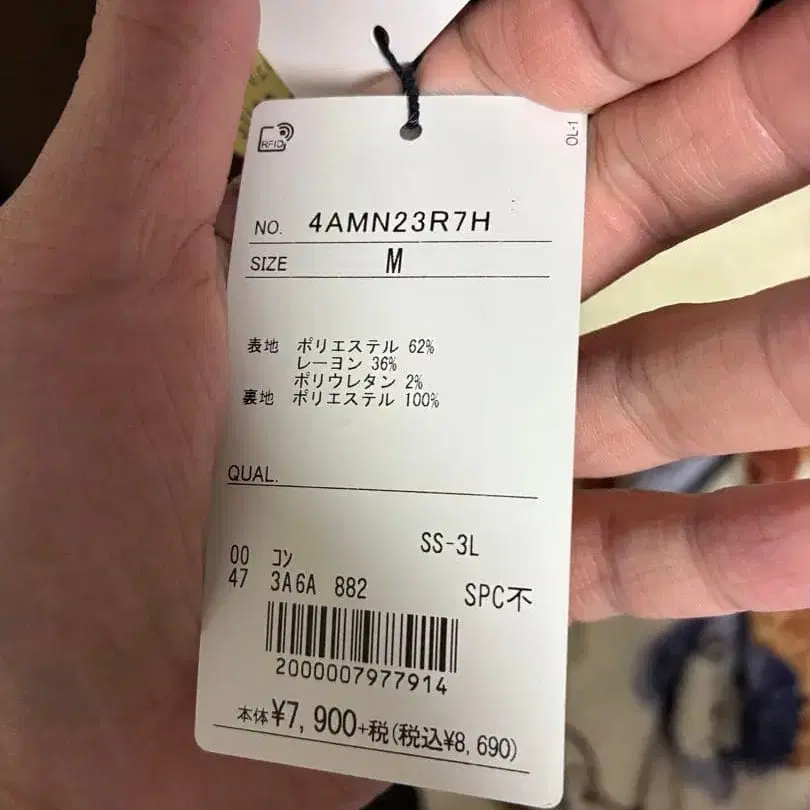 RFID
OL-1
NO. 4AMN23R7H
SIZE M
表地 ポリエステル 62%
レーヨン 36%
ポリウレタン 2%
裏地 ポリエステル 100%
QUAL.
SS-3L
00 コン
47 3A6A 882 SPC不
2000007977914
本体¥7,900+税(税込¥8,690)